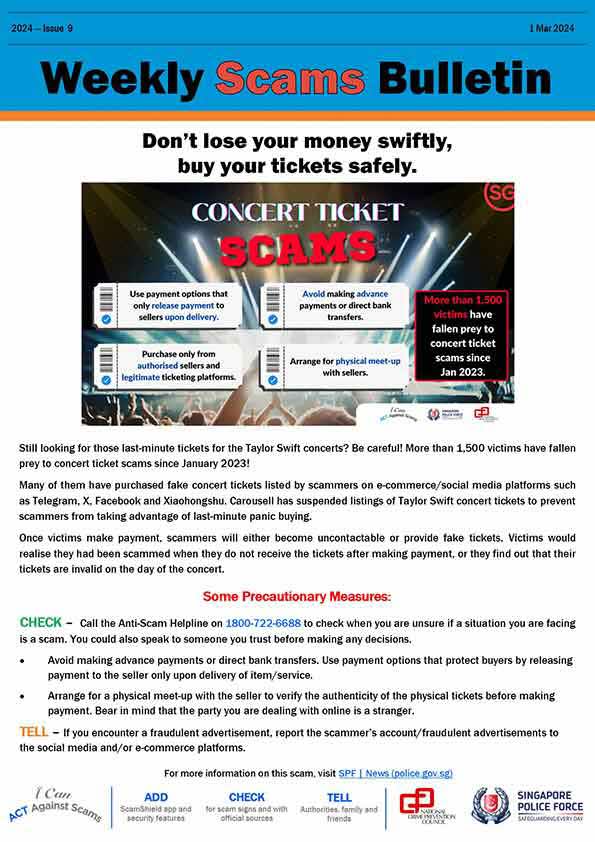 2024 – Issue 9
1 Mar 2024
Weekly Scams Bulletin
Don't lose your money swiftly,
buy your tickets safely.
SG
CONCERT TICKET
SCAMS
Use payment options that
only release payment to
sellers upon delivery.
Avoid making advance
payments or direct bank
transfers.
Purchase only from
authorised sellers and
legitimate ticketing platforms.
Arrange for physical meet-up
with sellers.
More than 1,500
victims have
fallen prey to
concert ticket
scams since
Jan 2023.
I Can
ACT Against Scams
SINGAPORE
POLICE FORCE
Still looking for those last-minute tickets for the Taylor Swift concerts? Be careful! More than 1,500 victims have fallen
prey to concert ticket scams since January 2023!
Many of them have purchased fake concert tickets listed by scammers on e-commerce/social media platforms such
as Telegram, X, Facebook and Xiaohongshu. Carousell has suspended listings of Taylor Swift concert tickets to prevent
scammers from taking advantage of last-minute panic buying.
Once victims make payment, scammers will either become uncontactable or provide fake tickets. Victims would
realise they had been scammed when they do not receive the tickets after making payment, or they find out that their
tickets are invalid on the day of the concert.
Some Precautionary Measures:
CHECK – Call the Anti-Scam Helpline on 1800-722-6688 to check when you are unsure if a situation you are facing
is a scam. You could also speak to someone you trust before making any decisions.
• Avoid making advance payments or direct bank transfers. Use payment options that protect buyers by releasing
payment to the seller only upon delivery of item/service.
• Arrange for a physical meet-up with the seller to verify the authenticity of the physical tickets before making
payment. Bear in mind that the party you are dealing with online is a stranger.
TELL – If you encounter a fraudulent advertisement, report the scammer's account/fraudulent advertisements to
the social media and/or e-commerce platforms.
For more information on this scam, visit SPF | News (police.gov.sg)
I Can
ACT Against Scams
ADD
ScamShield app and
security features
CHECK
for scam signs and with
official sources
TELL
Authorities, family and
friends
NATIONAL
CRIME PREVENTION
COUNCIL
SINGAPORE
POLICE FORCE
SAFEGUARDING EVERY DAY